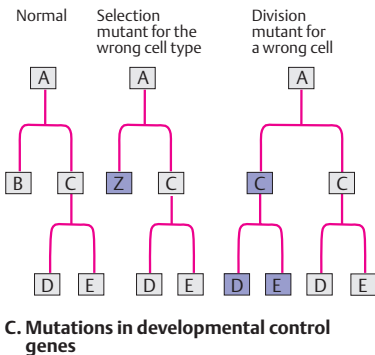 Normal
Selection
mutant for the
wrong cell type
Division
mutant for
a wrong cell
A
A
A
B
C
Z
C
C
C
D
E
D
E
D
E
D
E
C. Mutations in developmental control
genes